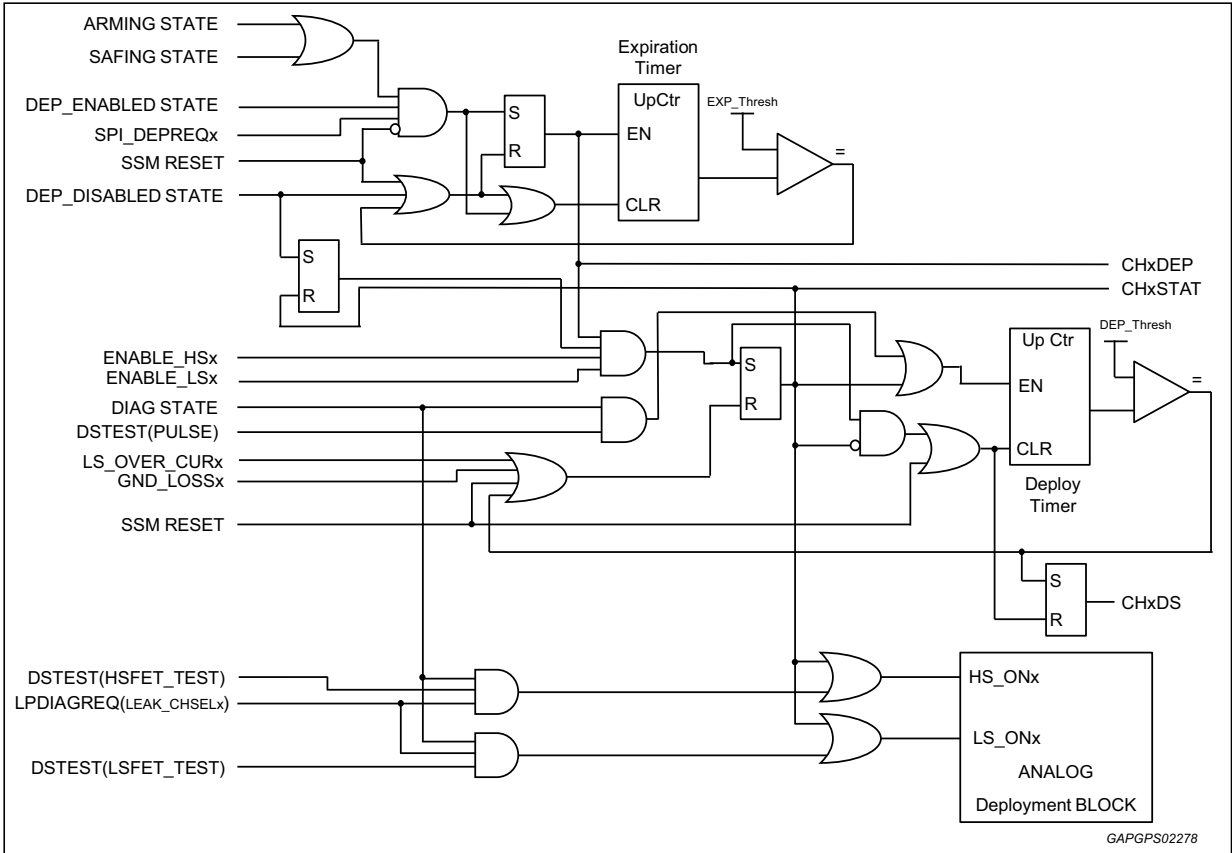 ARMING STATE
SAFING STATE
DEP_ENABLED STATE
SPI_DEPREQx
SSM RESET
DEP_DISABLED STATE
Expiration
Timer
UpCtr
EN
CLR
EXP_Thresh
=
S
R
S
R
CHxDEP
CHxSTAT
ENABLE_HSx
ENABLE_LSx
DIAG STATE
DSTEST(PULSE)
LS_OVER_CURx
GND_LOSSx
SSM RESET
S
R
Up Ctr
EN
CLR
Deploy
Timer
DEP_Thresh
=
S
R
CHxDS
DSTEST(HSFET_TEST)
LPDIAGREQ(LEAK_CHSELx)
DSTEST(LSFET_TEST)
HS_ONx
LS_ONx
ANALOG
Deployment BLOCK
GAPGPS02278